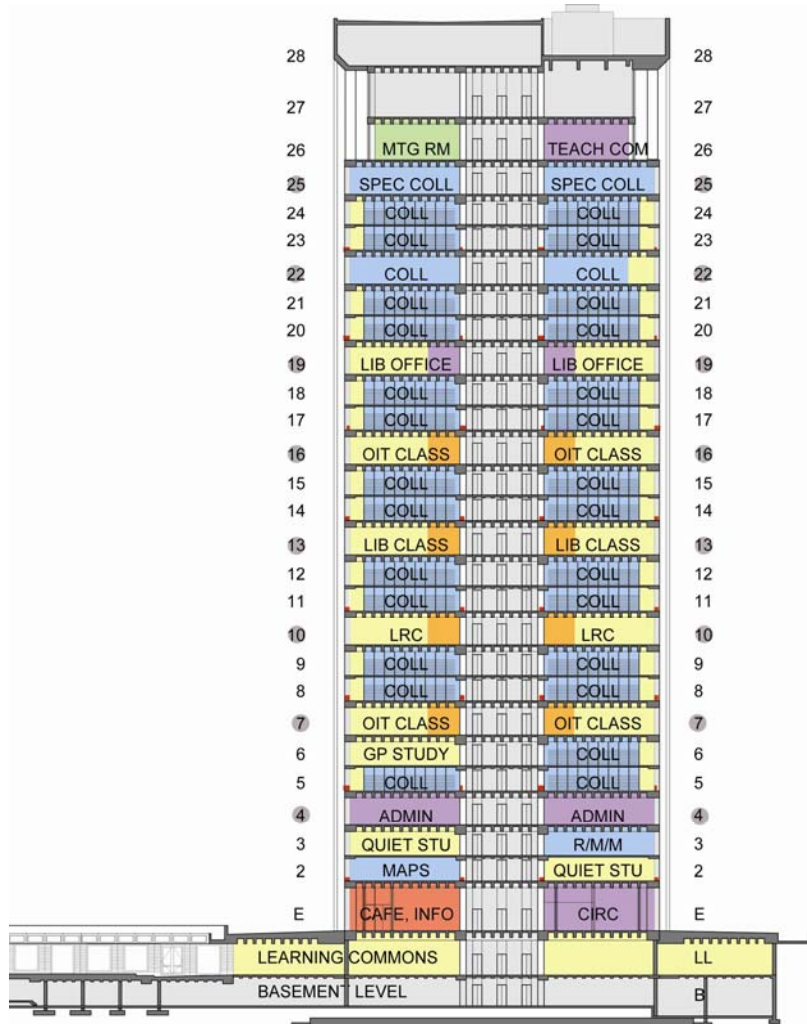 28 28
27 27
26 MTG RM TEACH COM 26
25 SPEC COLL SPEC COLL 25
24 COLL COLL 24
23 COLL COLL 23
22 COLL COLL 22
21 COLL COLL 21
20 COLL COLL 20
19 LIB OFFICE LIB OFFICE 19
18 COLL COLL 18
17 COLL COLL 17
16 OIT CLASS OIT CLASS 16
15 COLL COLL 15
14 COLL COLL 14
13 LIB CLASS LIB CLASS 13
12 COLL COLL 12
11 COLL COLL 11
10 LRC LRC 10
9 COLL COLL 9
8 COLL COLL 8
7 OIT CLASS OIT CLASS 7
6 GP STUDY COLL 6
5 COLL COLL 5
4 ADMIN ADMIN 4
3 QUIET STU R/M/M 3
2 MAPS QUIET STU 2
E CAFE, INFO CIRC E
LEARNING COMMONS LL
BASEMENT LEVEL B